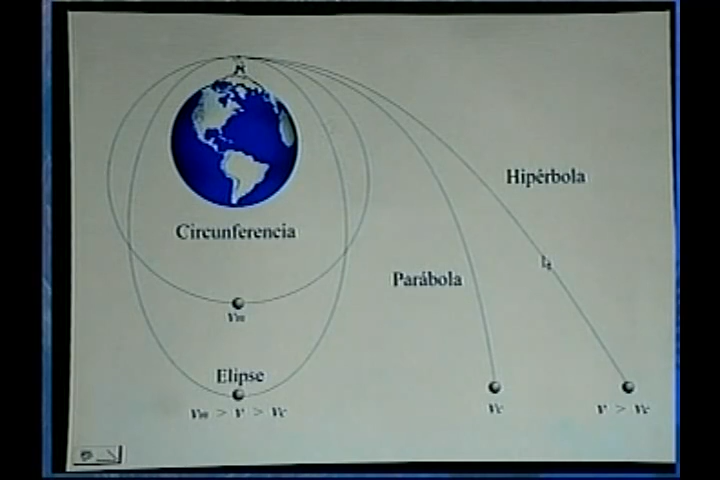 Hipérbola
Circunferencia
Parábola
vm
Elipse
vm > v > vc
vc
v > vc